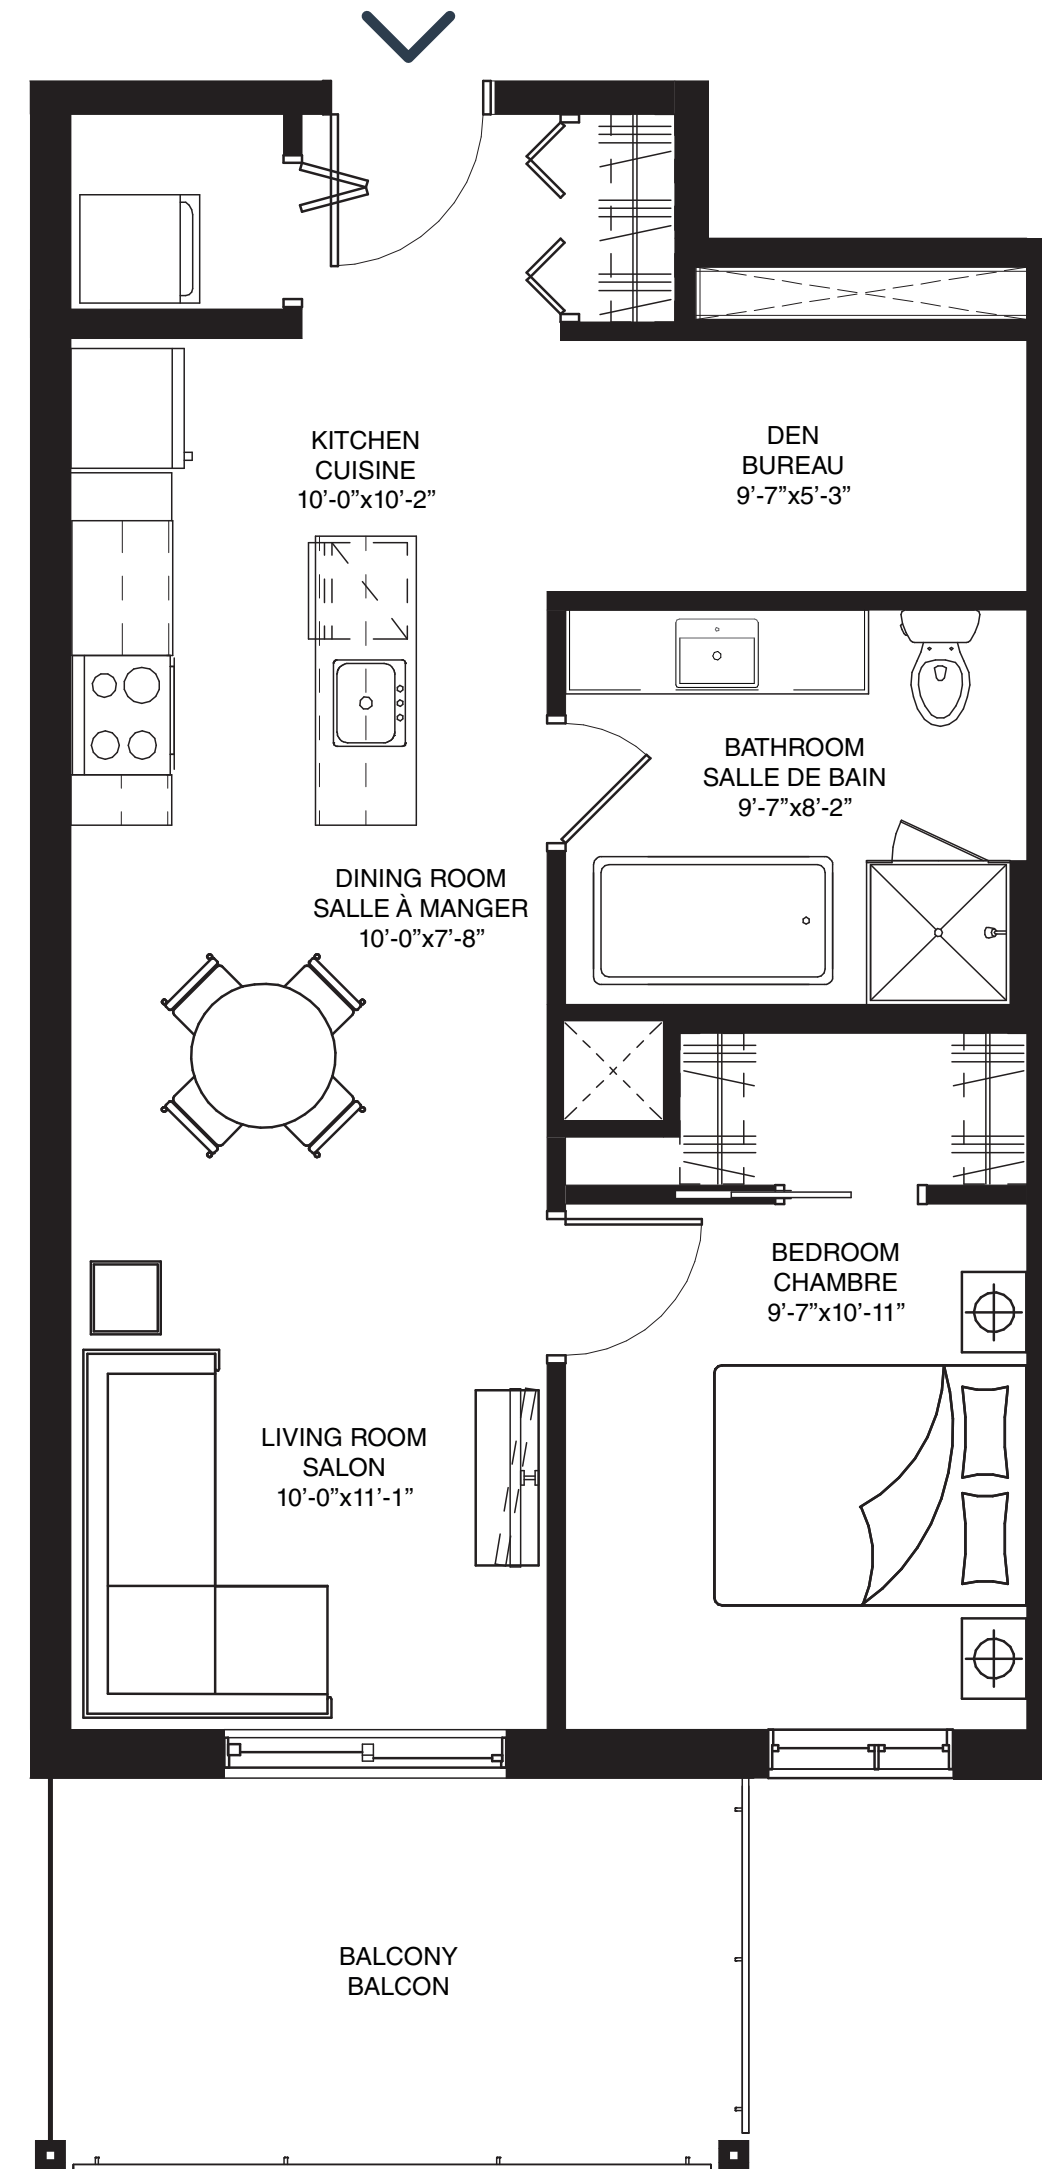 KITCHEN
CUISINE
10’-0”x10’-2”
DEN
BUREAU
9’-7”x5’-3”
BATHROOM
SALLE DE BAIN
9’-7”x8’-2”
DINING ROOM
SALLE À MANGER
10’-0”x7’-8”
BEDROOM
CHAMBRE
9’-7”x10’-11”
LIVING ROOM
SALON
10’-0”x11’-1”
BALCONY
BALCON